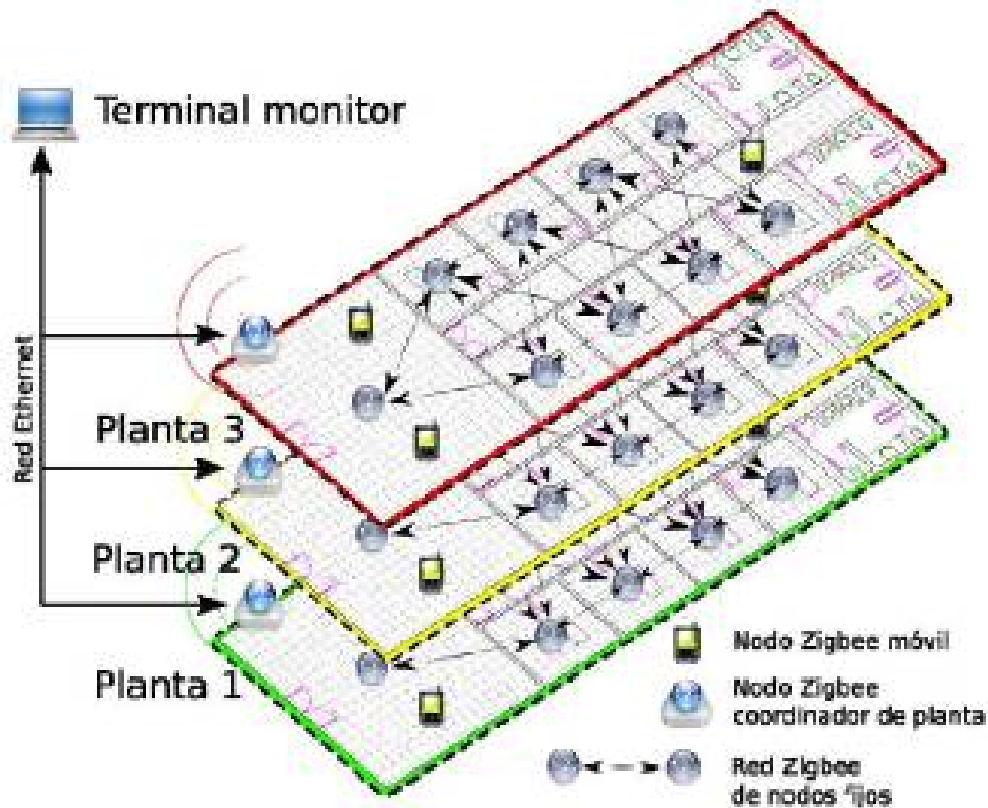 Terminal monitor
Red Ethernet
Planta 3
Planta 2
Planta 1
Nodo Zigbee móvil
Nodo Zigbee
coordinador de planta
Red Zigbee
de nodos 'ijos